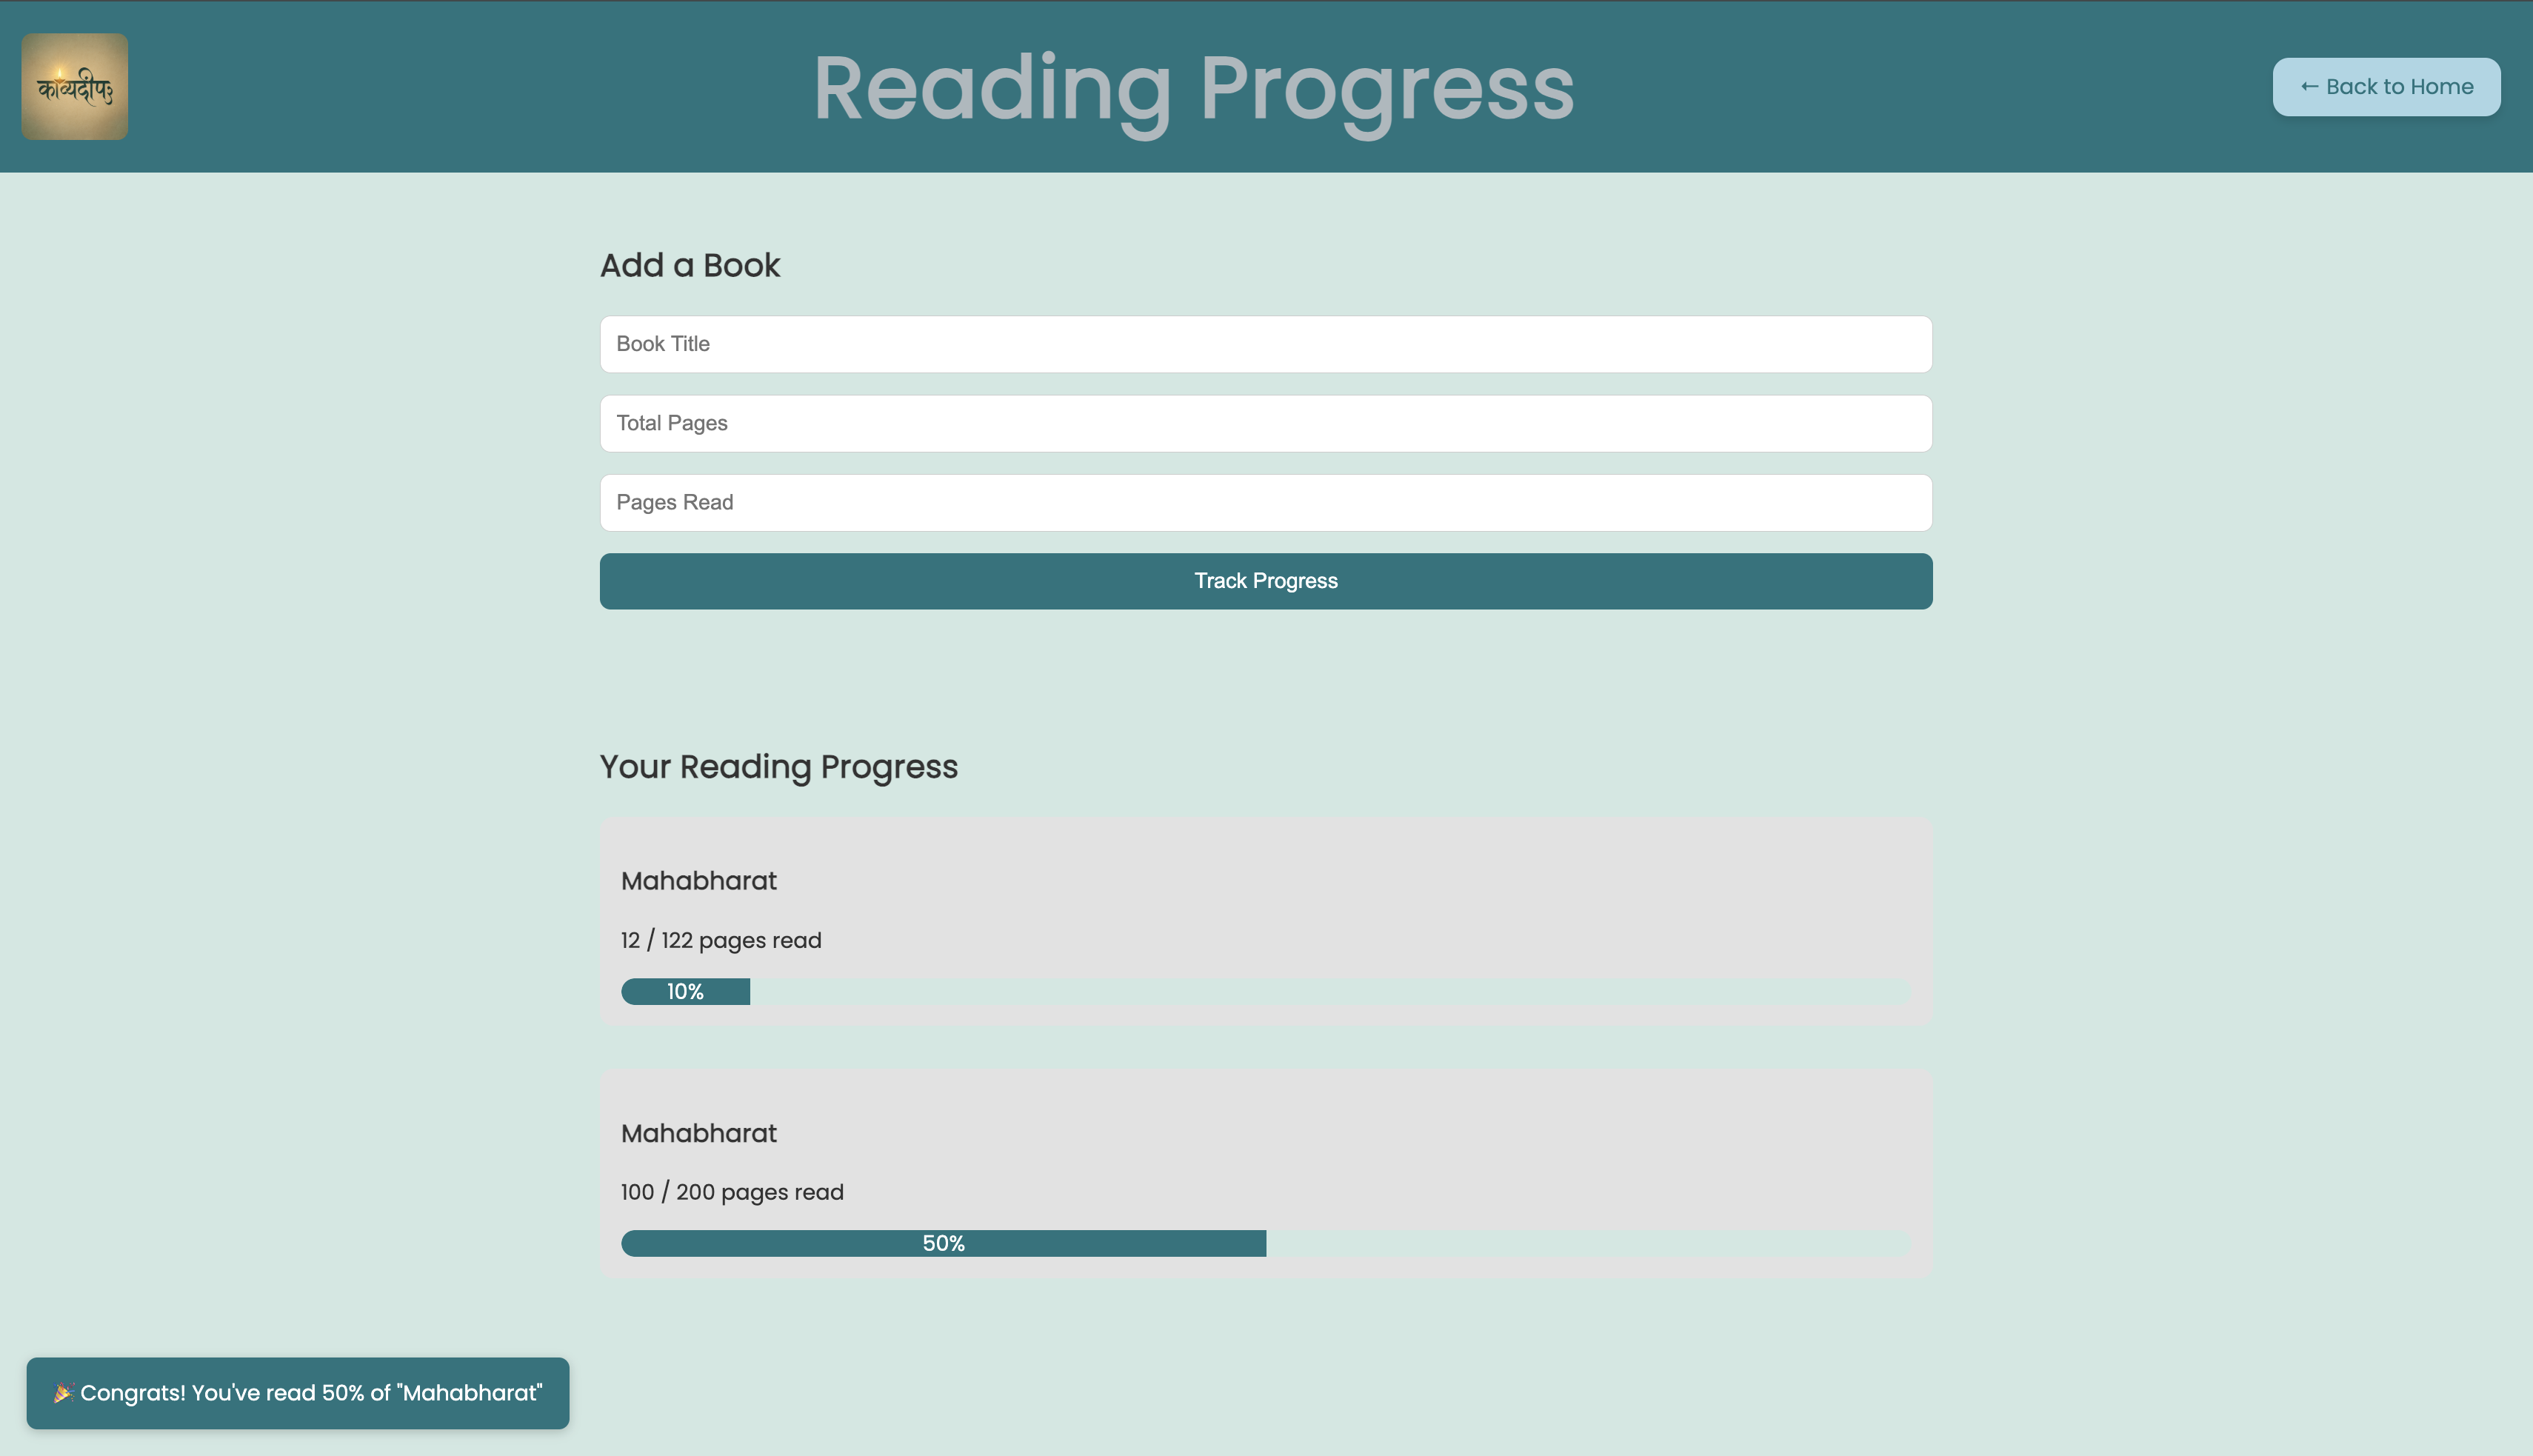 काव्यदीपः
Reading Progress
← Back to Home
Add a Book
Book Title
Total Pages
Pages Read
Track Progress
Your Reading Progress
Mahabharat
12 / 122 pages read
10%
Mahabharat
100 / 200 pages read
50%
🎉 Congrats! You've read 50% of "Mahabharat"